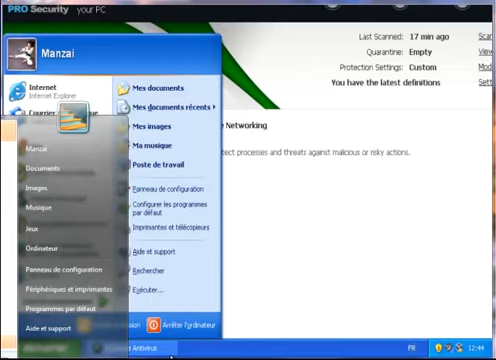 PRO Security your PC
Last Scanned: 17 min ago
Quarantine: Empty
Protection Settings: Custom
You have the latest definitions
Manzai
Internet
Internet Explorer
Mes documents
Mes documents récents
Mes images
Ma musique
Poste de travail
Panneau de configuration
Configurer les programmes
par défaut
Imprimantes et télécopieurs
Aide et support
Rechercher
Exécuter...
Arrêter l'ordinateur
Networking
tect processes and threats against malicious or risky actions.
Manzai
Documents
Images
Musique
Jeux
Ordinateur
Panneau de configuration
Périphériques et imprimantes
Programmes par défaut
Aide et support
Antivirus
FR
12:44